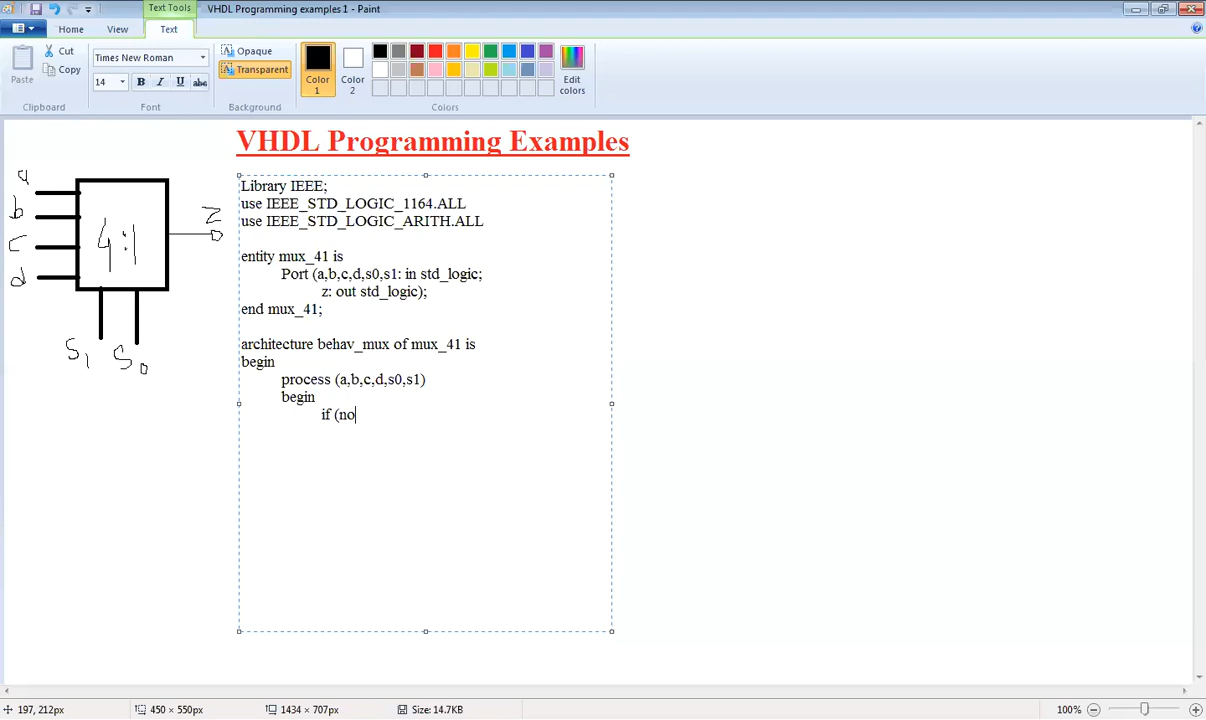 Text Tools
VHDL Programming examples 1 - Paint
Home
View
Text
Paste
Cut
Copy
Clipboard
Times New Roman
14
B I U abc
Font
Opaque
Transparent
Background
Color 1
Color 2
Edit colors
Colors
VHDL Programming Examples
a
b
c
d
4:1
Z
S1 S0
Library IEEE;
use IEEE_STD_LOGIC_1164.ALL
use IEEE_STD_LOGIC_ARITH.ALL
entity mux_41 is
Port (a,b,c,d,s0,s1: in std_logic;
z: out std_logic);
end mux_41;
architecture behav_mux of mux_41 is
begin
process (a,b,c,d,s0,s1)
begin
if (no
197, 212px
450 × 550px
1434 × 707px
Size: 14.7KB
100%